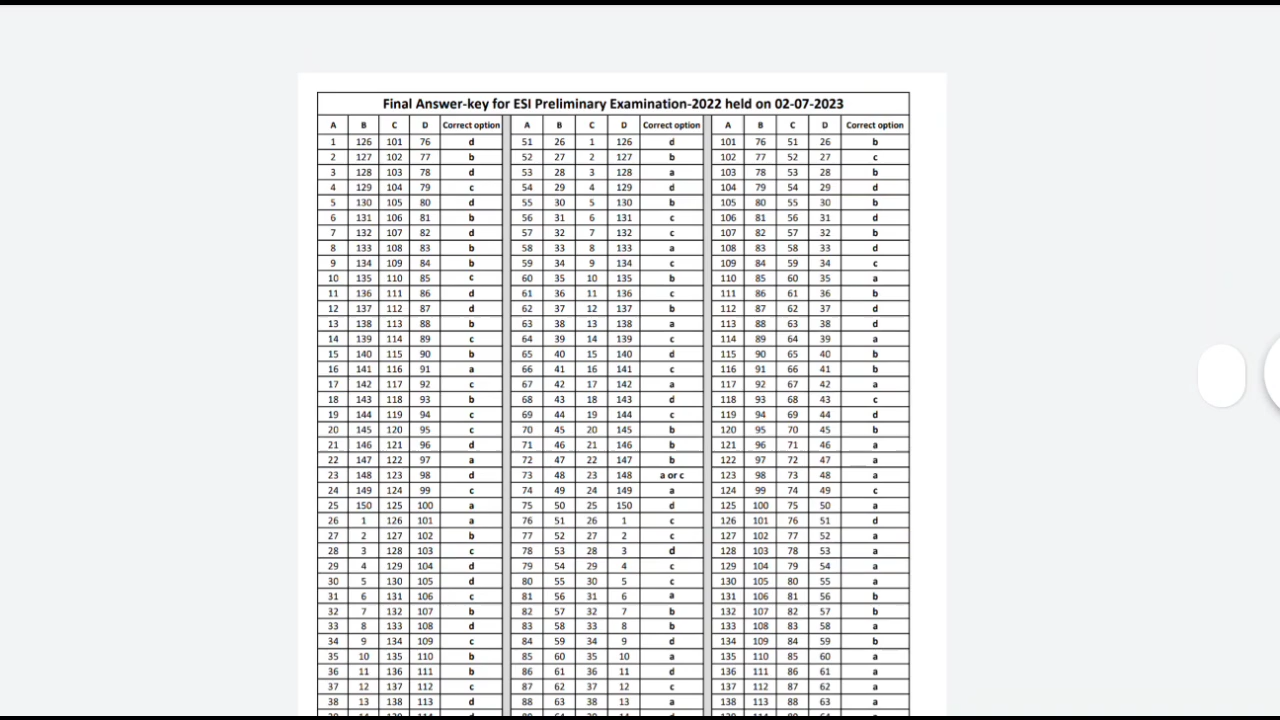 Final Answer-key for ESI Preliminary Examination-2022 held on 02-07-2023
A B C D Correct option A B C D Correct option A B C D Correct option
1 126 101 76 d 51 26 1 126 d 101 76 51 26 b
2 127 102 77 b 52 27 2 127 b 102 77 52 27 c
3 128 103 78 d 53 28 3 128 a 103 78 53 28 b
4 129 104 79 c 54 29 4 129 d 104 79 54 29 d
5 130 105 80 d 55 30 5 130 b 105 80 55 30 b
6 131 106 81 b 56 31 6 131 c 106 81 56 31 d
7 132 107 82 d 57 32 7 132 c 107 82 57 32 b
8 133 108 83 b 58 33 8 133 a 108 83 58 33 d
9 134 109 84 b 59 34 9 134 c 109 84 59 34 c
10 135 110 85 c 60 35 10 135 b 110 85 60 35 a
11 136 111 86 d 61 36 11 136 c 111 86 61 36 b
12 137 112 87 d 62 37 12 137 b 112 87 62 37 d
13 138 113 88 b 63 38 13 138 a 113 88 63 38 d
14 139 114 89 c 64 39 14 139 c 114 89 64 39 a
15 140 115 90 b 65 40 15 140 d 115 90 65 40 b
16 141 116 91 a 66 41 16 141 c 116 91 66 41 b
17 142 117 92 c 67 42 17 142 a 117 92 67 42 a
18 143 118 93 b 68 43 18 143 d 118 93 68 43 c
19 144 119 94 c 69 44 19 144 c 119 94 69 44 d
20 145 120 95 c 70 45 20 145 b 120 95 70 45 b
21 146 121 96 d 71 46 21 146 b 121 96 71 46 a
22 147 122 97 a 72 47 22 147 b 122 97 72 47 a
23 148 123 98 d 73 48 23 148 a or c 123 98 73 48 a
24 149 124 99 c 74 49 24 149 a 124 99 74 49 c
25 150 125 100 a 75 50 25 150 d 125 100 75 50 a
26 1 126 101 a 76 51 26 1 c 126 101 76 51 d
27 2 127 102 b 77 52 27 2 c 127 102 77 52 a
28 3 128 103 c 78 53 28 3 d 128 103 78 53 a
29 4 129 104 d 79 54 29 4 c 129 104 79 54 a
30 5 130 105 d 80 55 30 5 c 130 105 80 55 a
31 6 131 106 c 81 56 31 6 a 131 106 81 56 b
32 7 132 107 b 82 57 32 7 b 132 107 82 57 b
33 8 133 108 d 83 58 33 8 b 133 108 83 58 a
34 9 134 109 c 84 59 34 9 d 134 109 84 59 b
35 10 135 110 b 85 60 35 10 a 135 110 85 60 a
36 11 136 111 b 86 61 36 11 d 136 111 86 61 a
37 12 137 112 c 87 62 37 12 c 137 112 87 62 a
38 13 138 113 d 88 63 38 13 a 138 113 88 63 a